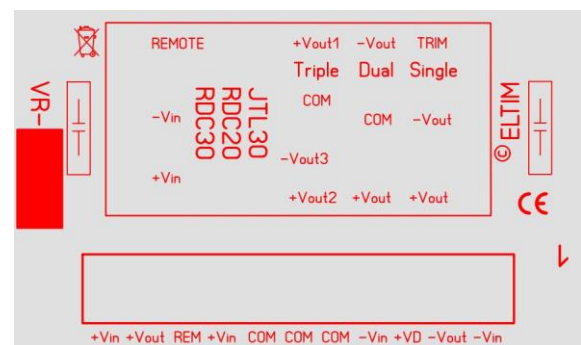 REMOTE +Vout1 -Vout TRIM
Triple Dual Single
COM
-Vin COM -Vout
-Vout3
+Vin
+Vout2 +Vout +Vout
JTL30
RDC20
RDC30
VR-
© ELTIM
CE
1
+Vin +Vout REM +Vin COM COM COM -Vin +VD -Vout -Vin